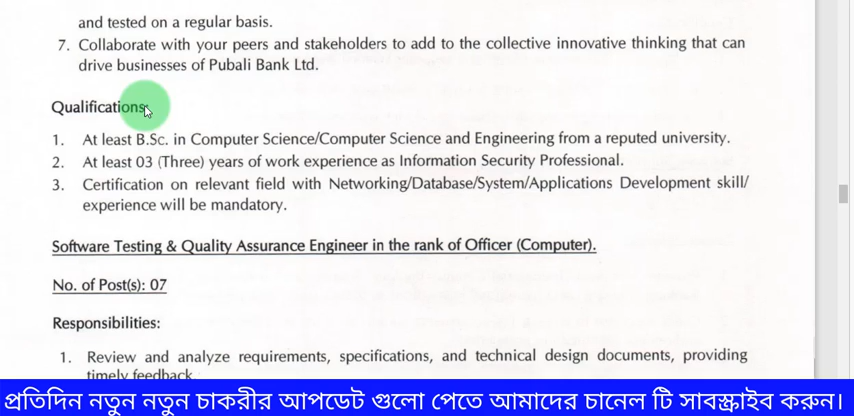 and tested on a regular basis.
7. Collaborate with your peers and stakeholders to add to the collective innovative thinking that can
drive businesses of Pubali Bank Ltd.
Qualifications:
1. At least B.Sc. in Computer Science/Computer Science and Engineering from a reputed university.
2. At least 03 (Three) years of work experience as Information Security Professional.
3. Certification on relevant field with Networking/Database/System/Applications Development skill/
experience will be mandatory.
Software Testing & Quality Assurance Engineer in the rank of Officer (Computer).
No. of Post(s): 07
Responsibilities:
1. Review and analyze requirements, specifications, and technical design documents, providing
timely feedback.
প্রতিদিন নতুন নতুন চাকরীর আপডেট গুলো পেতে আমাদের চানেল টি সাবস্ক্রাইব করুন।